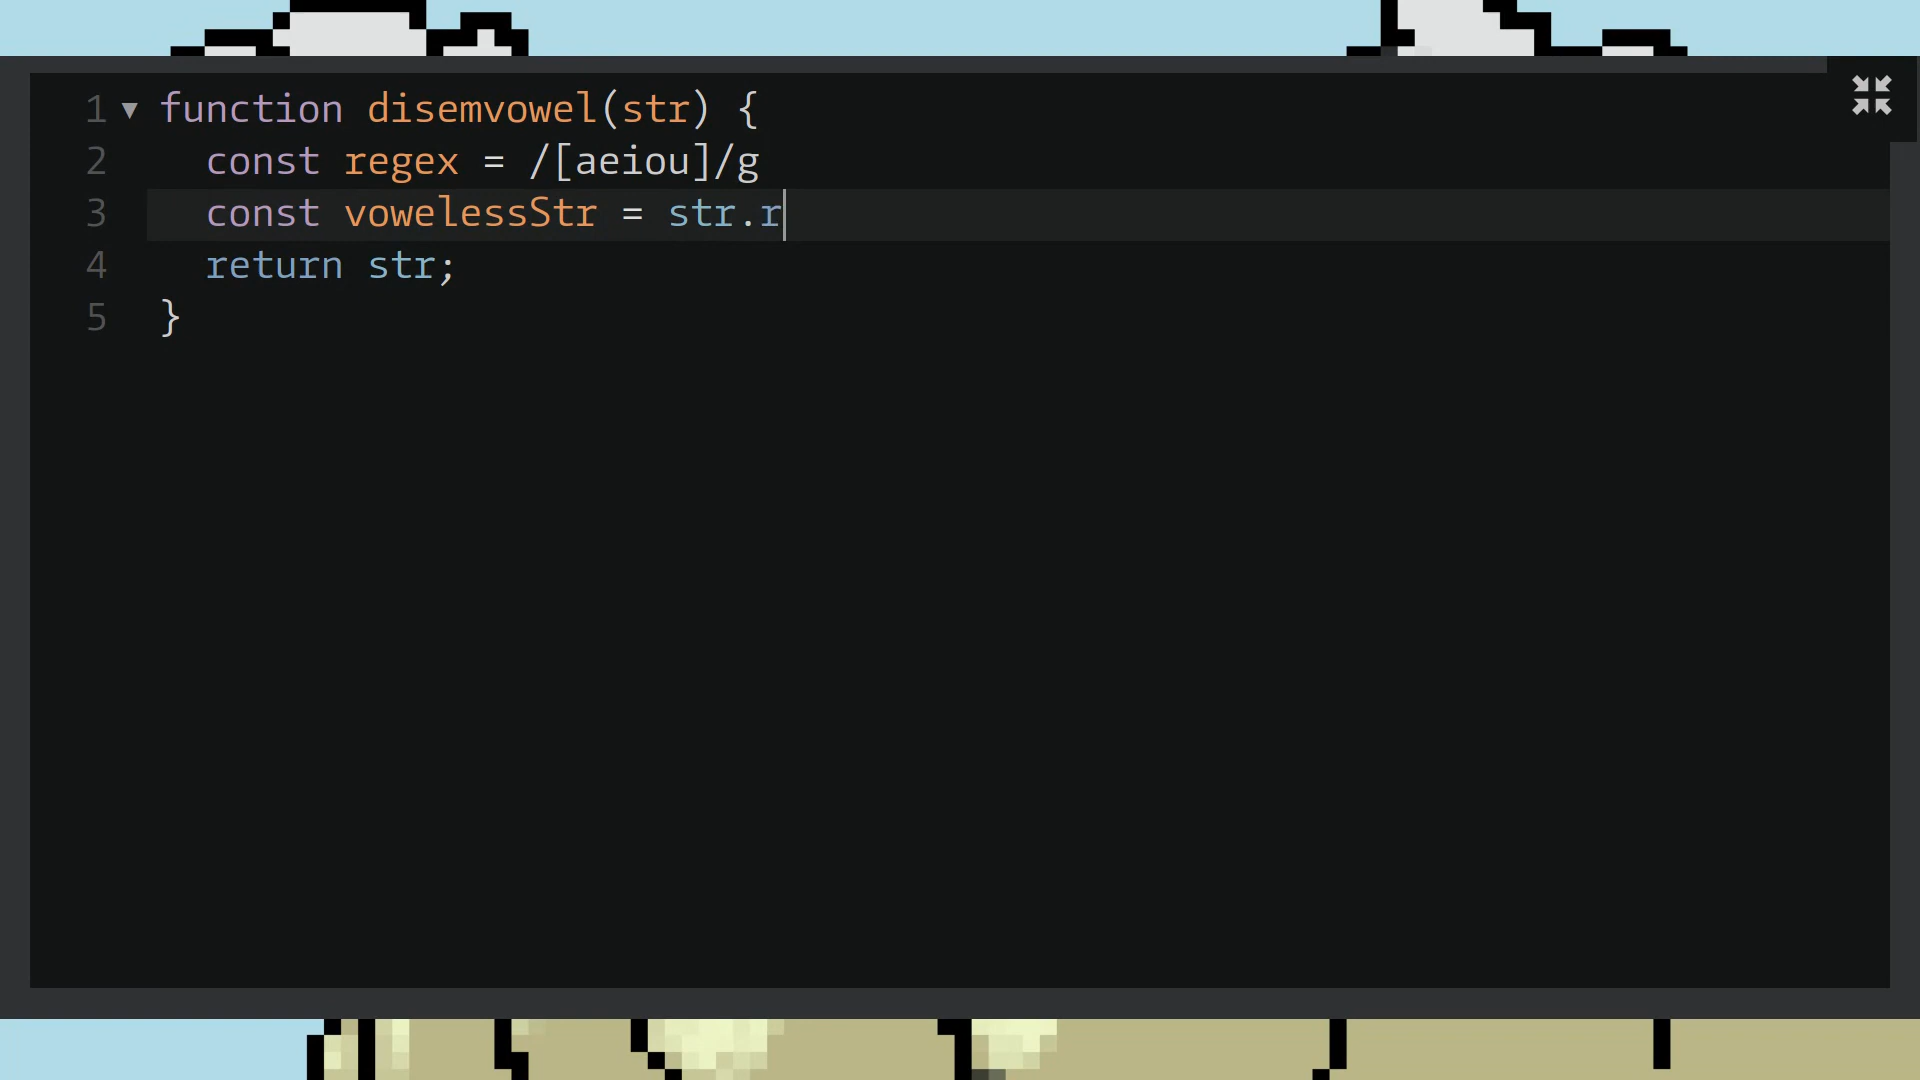 1 ▼ function disemvowel(str) {
2 const regex = /[aeiou]/g
3 const vowelessStr = str.r
4 return str;
5 }